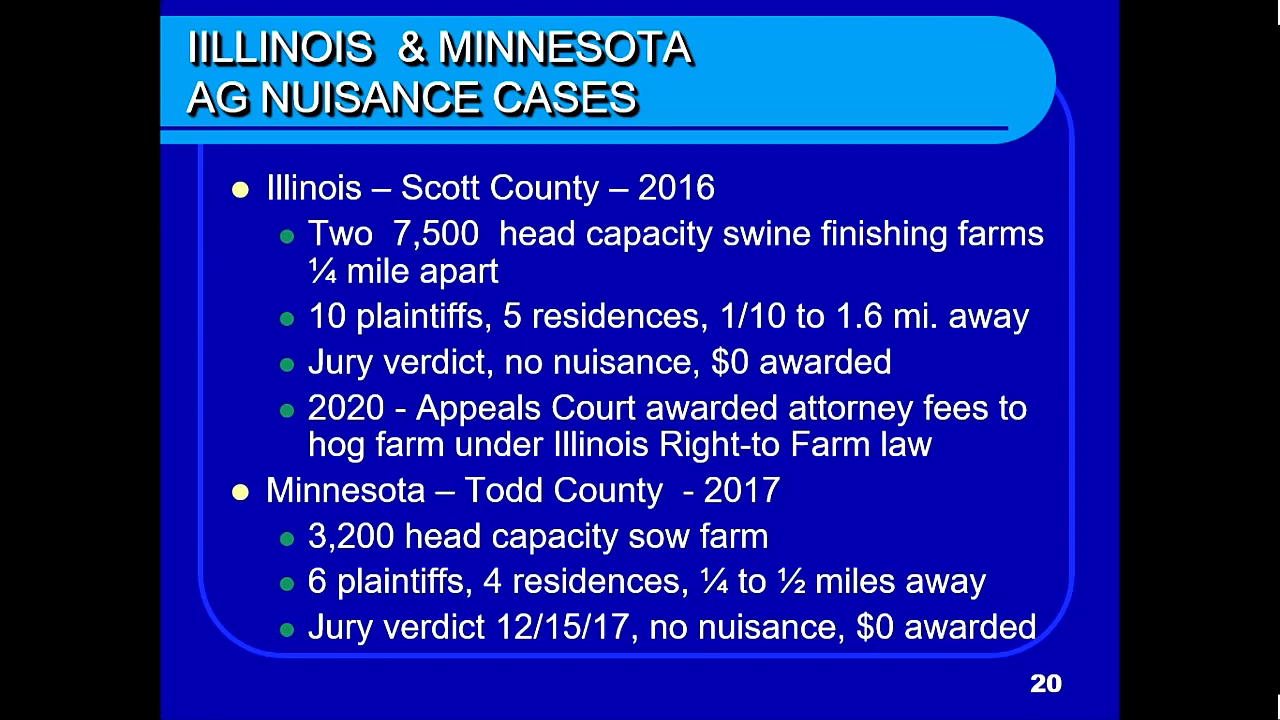 IILLINOIS & MINNESOTA
AG NUISANCE CASES
Illinois – Scott County – 2016
Two 7,500 head capacity swine finishing farms
¼ mile apart
10 plaintiffs, 5 residences, 1/10 to 1.6 mi. away
Jury verdict, no nuisance, $0 awarded
2020 - Appeals Court awarded attorney fees to
hog farm under Illinois Right-to Farm law
Minnesota – Todd County - 2017
3,200 head capacity sow farm
6 plaintiffs, 4 residences, ¼ to ½ miles away
Jury verdict 12/15/17, no nuisance, $0 awarded
20